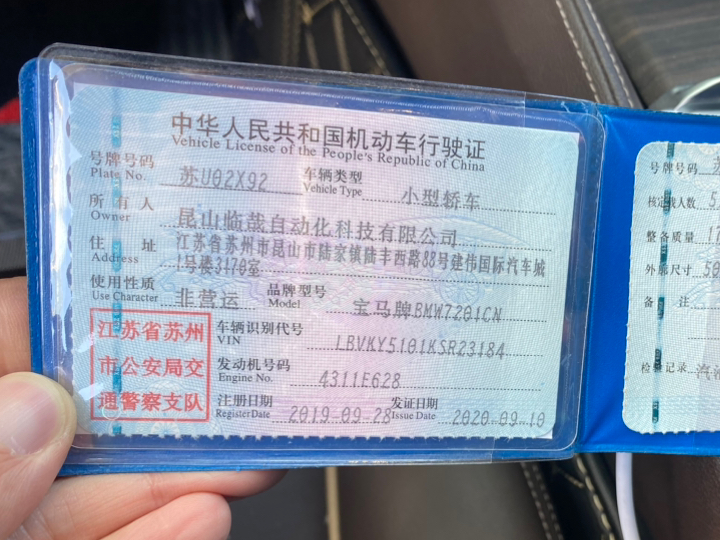 中华人民共和国机动车行驶证
Vehicle License of the People's Republic of China
号牌号码 苏U02X92 车辆类型 小型轿车
Plate No. Vehicle Type
所有人 昆山临哉自动化科技有限公司
Owner
住址 江苏省苏州市昆山市陆家镇陆丰西路88号建伟国际汽车城
Address 1号楼3170室
使用性质 非营运 品牌型号 宝马牌BMW7201CN
Use Character Model
江苏省苏州
市公安局交
通警察支队
车辆识别代号 LBVKY5101KSR23184
VIN
发动机号码 4311E628
Engine No.
注册日期 2019-09-28 发证日期 2020-09-10
Register Date Issue Date
号牌号码
核定载人数 5
整备质量
外廓尺寸 50
备注
检验记录